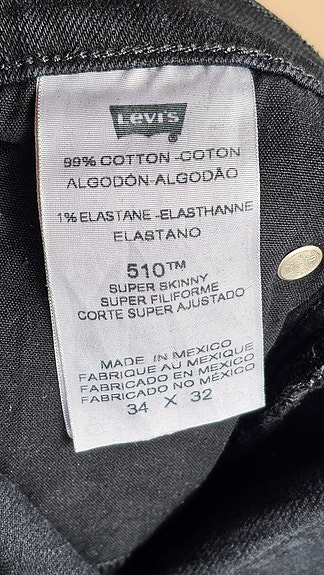 Levi's
99% COTTON-COTON
ALGODÓN-ALGODÃO
1% ELASTANE-ELASTHANNE
ELASTANO
510™
SUPER SKINNY
SUPER FILIFORME
CORTE SUPER AJUSTADO
MADE IN MEXICO
FABRIQUE AU MEXIQUE
FABRICADO EN MEXICO
FABRICADO NO MÉXICO
34 X 32